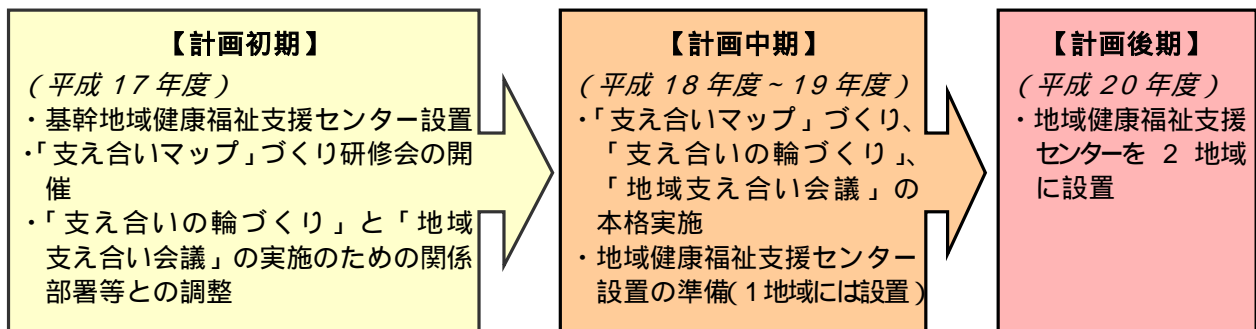 【計画初期】
(平成 17 年度)
・基幹地域健康福祉支援センター設置
・「支え合いマップ」づくり研修会の開
催
・「支え合いの輪づくり」と「地域
支え合い会議」の実施のための関係
部署等との調整
【計画中期】
(平成 18 年度~19 年度)
・「支え合いマップ」づくり、
「支え合いの輪づくり」、
「地域支え合い会議」の
本格実施
・地域健康福祉支援センター
設置の準備(1地域には設置)
【計画後期】
(平成 20 年度)
・地域健康福祉支援
センターを 2 地域
に設置